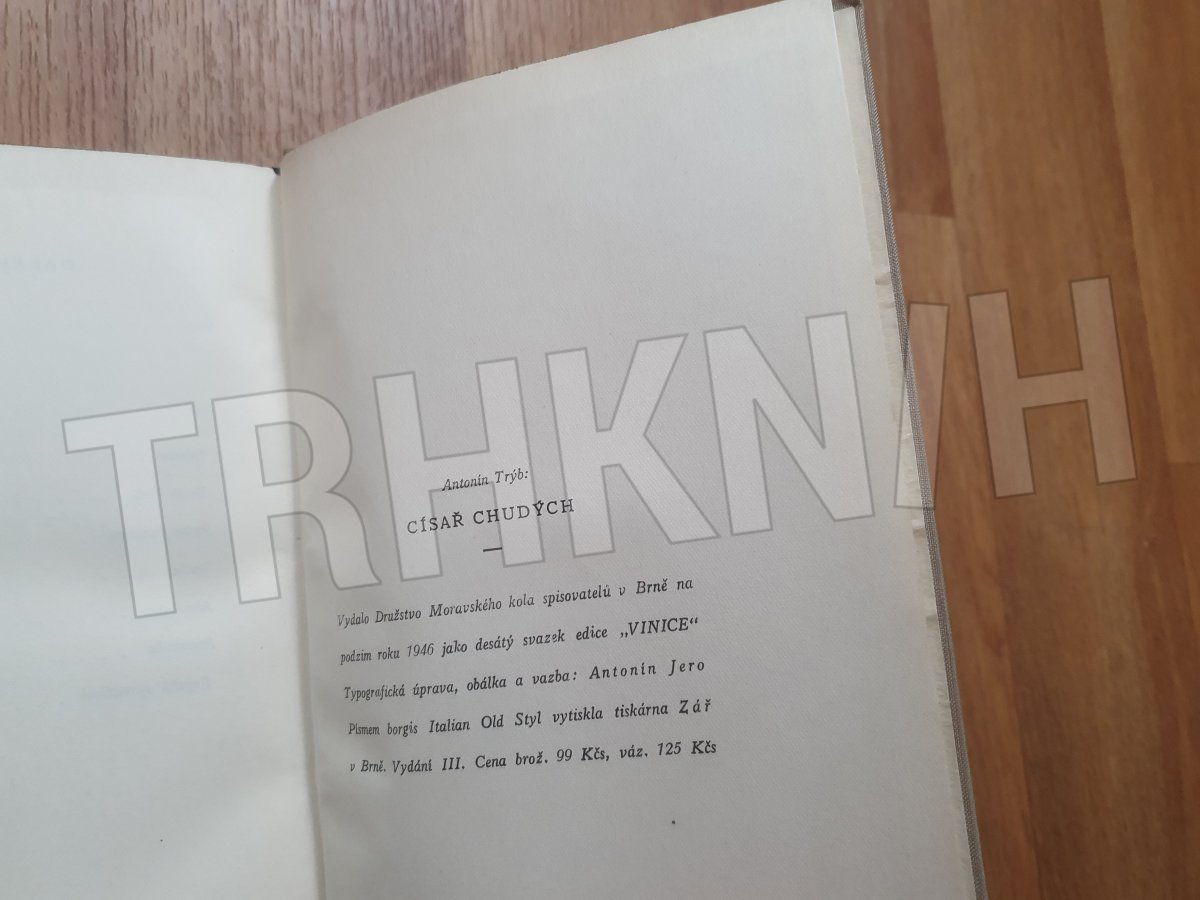 Antonín Trýb:
CÍSAŘ CHUDÝCH
Vydalo Družstvo Moravského kola spisovatelů v Brně na
podzim roku 1946 jako desátý svazek edice „VINICE“
Typografická úprava, obálka a vazba: Antonín Jero
Písmem borgis Italian Old Styl vytiskla tiskárna Zář
v Brně. Vydání III. Cena brož. 99 Kčs, váz. 125 Kčs
TRHKNIH